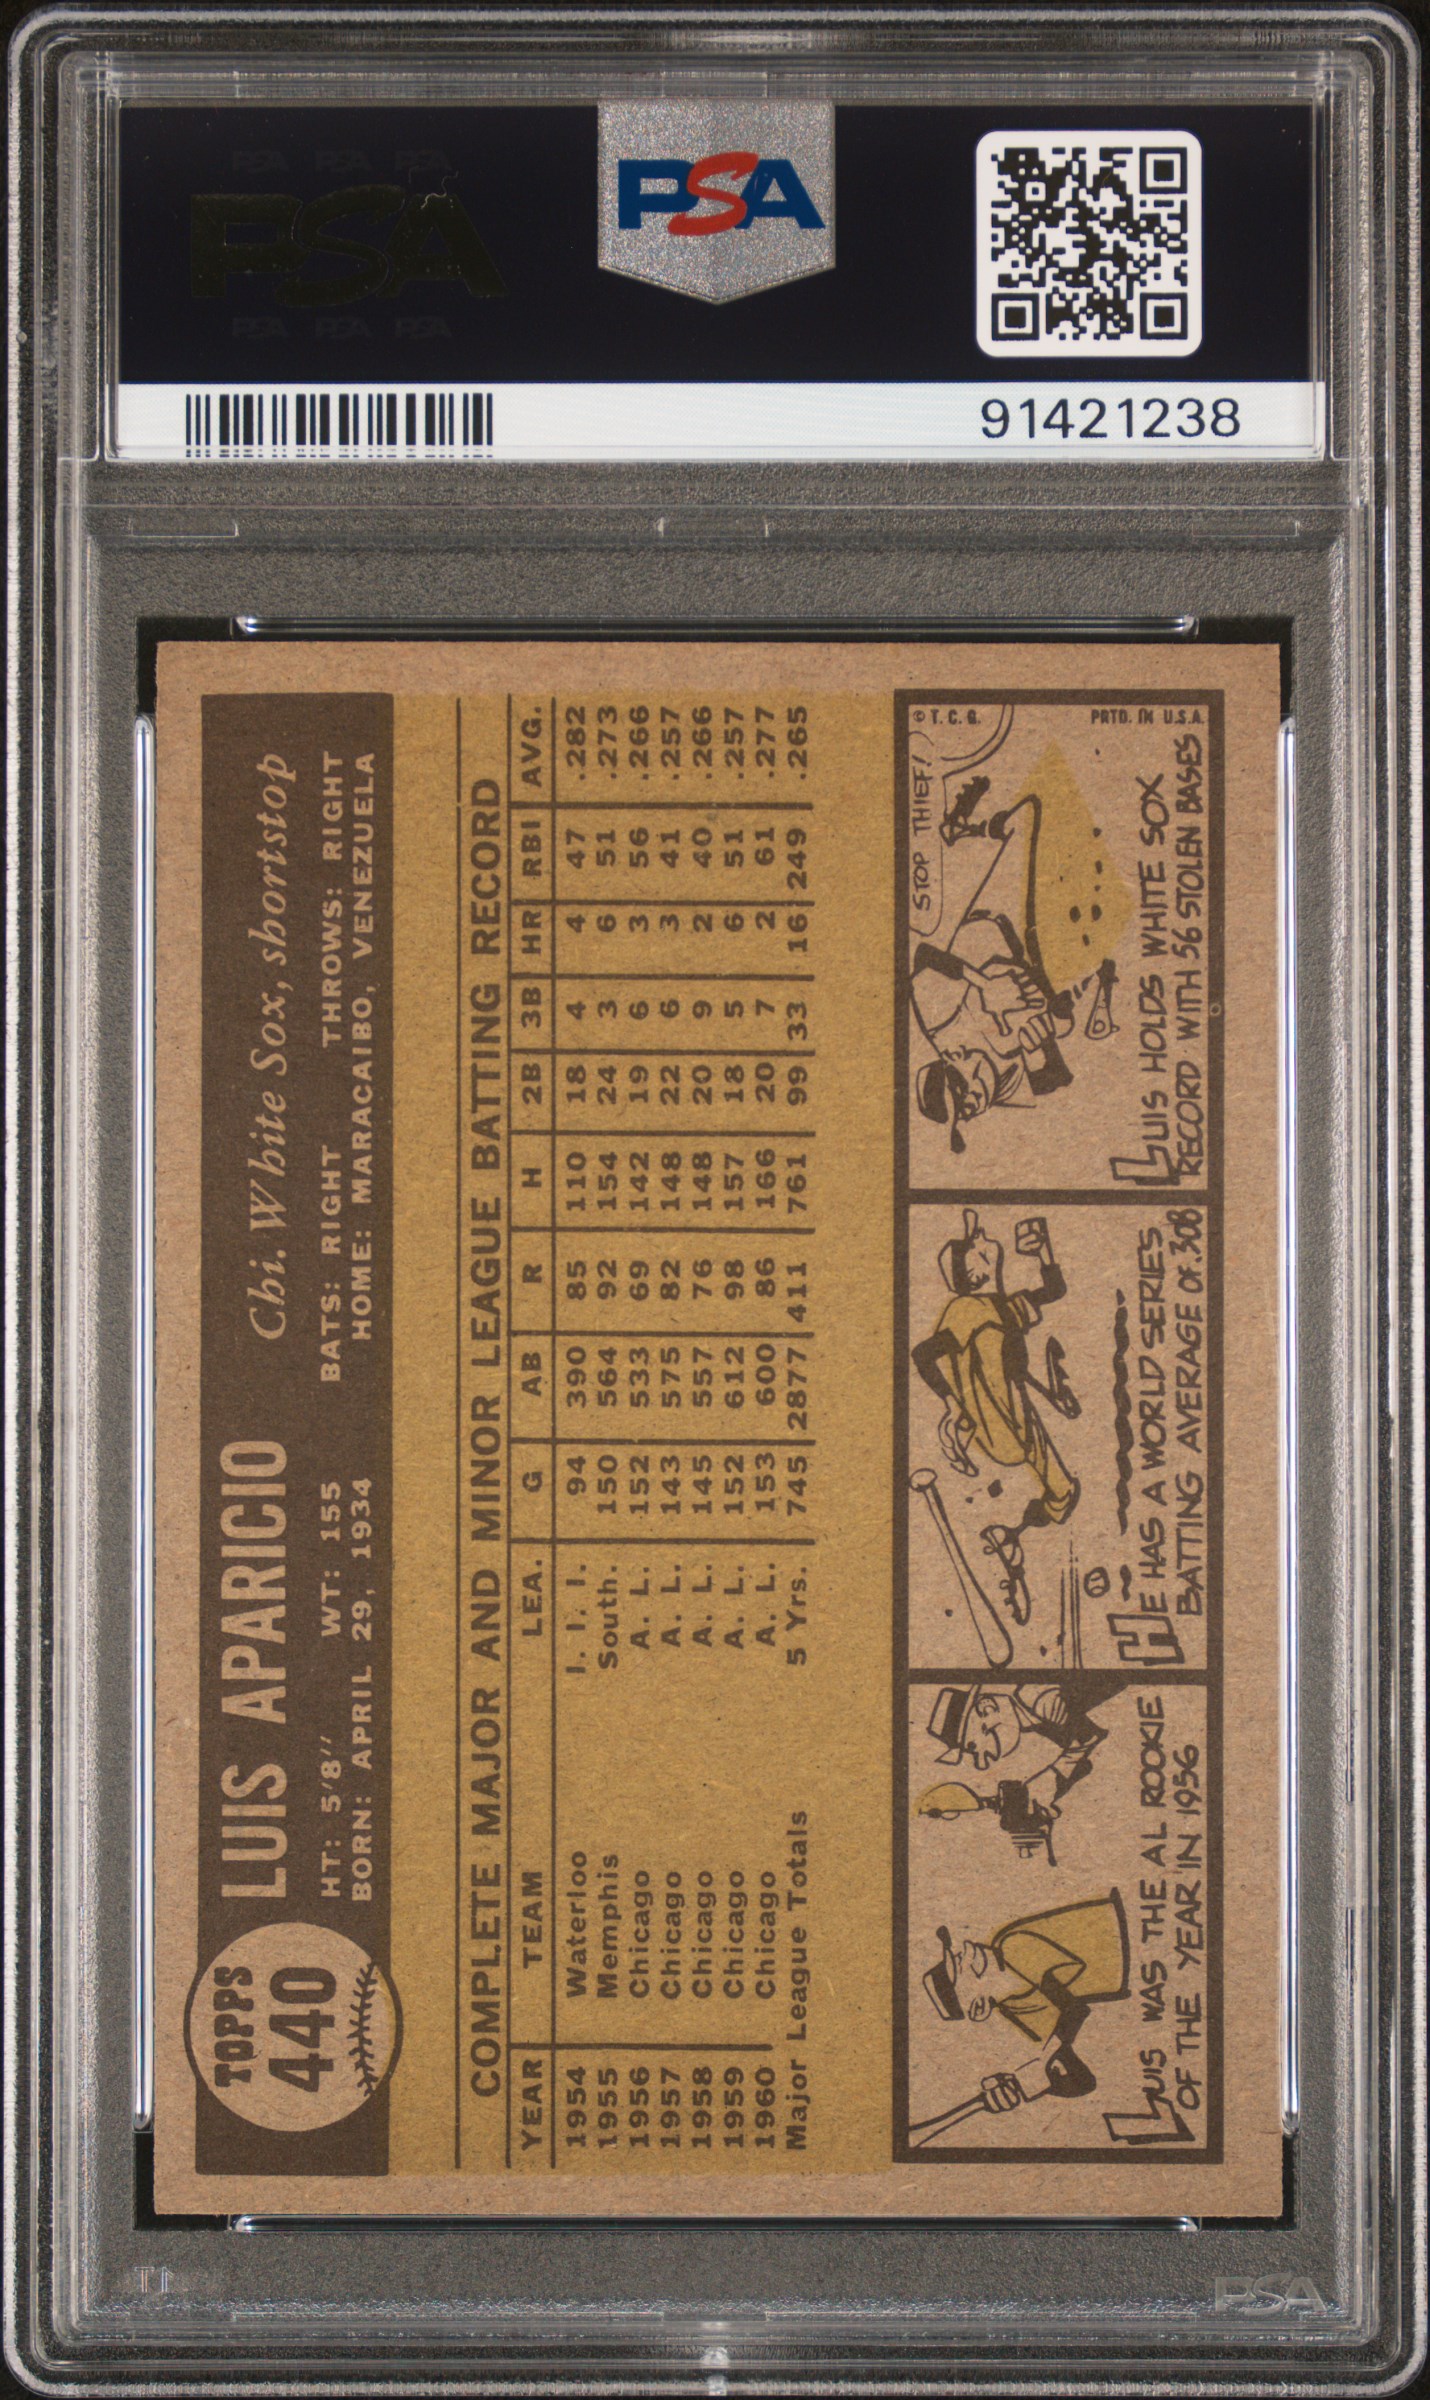 PSA PSA PSA
PSA
PSA PSA PSA
PSA
91421238
TOPPS
440
LUIS APARICIO Chi. White Sox, shortstop
HT: 5'8" WT: 155 BATS: RIGHT THROWS: RIGHT
BORN: APRIL 29, 1934 HOME: MARACAIBO, VENEZUELA
COMPLETE MAJOR AND MINOR LEAGUE BATTING RECORD
YEAR TEAM LEA. G AB R H 2B 3B HR RBI AVG.
1954 Waterloo I. I. I. 94 390 85 110 18 4 4 47 .282
1955 Memphis South. 150 564 92 154 24 3 6 51 .273
1956 Chicago A. L. 152 533 69 142 19 6 3 56 .266
1957 Chicago A. L. 143 575 82 148 22 6 3 41 .257
1958 Chicago A. L. 145 557 76 148 20 9 2 40 .266
1959 Chicago A. L. 152 612 98 157 18 5 6 51 .257
1960 Chicago A. L. 153 600 86 166 20 7 2 61 .277
Major League Totals 5 Yrs. 745 2877 411 761 99 33 16 249 .265
LUIS WAS THE AL ROOKIE
OF THE YEAR IN 1956
HE HAS A WORLD SERIES
BATTING AVERAGE OF .308
STOP THIEF!
© T. C. G.
PRTD. IN U.S.A.
LUIS HOLDS WHITE SOX
RECORD WITH 56 STOLEN BASES
PSA